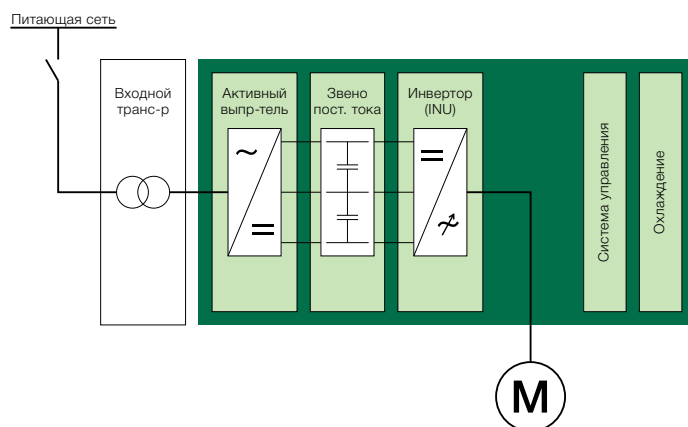 Питающая сеть
Входной
транс-р
Активный
выпр-тель
Звено
пост. тока
Инвертор
(INU)
Система управления
Охлаждение
M